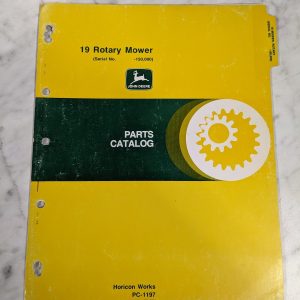 19 Rotary Mower
(Serial No. -150,000)
JOHN DEERE
PARTS
CATALOG
Horicon Works
PC-1197